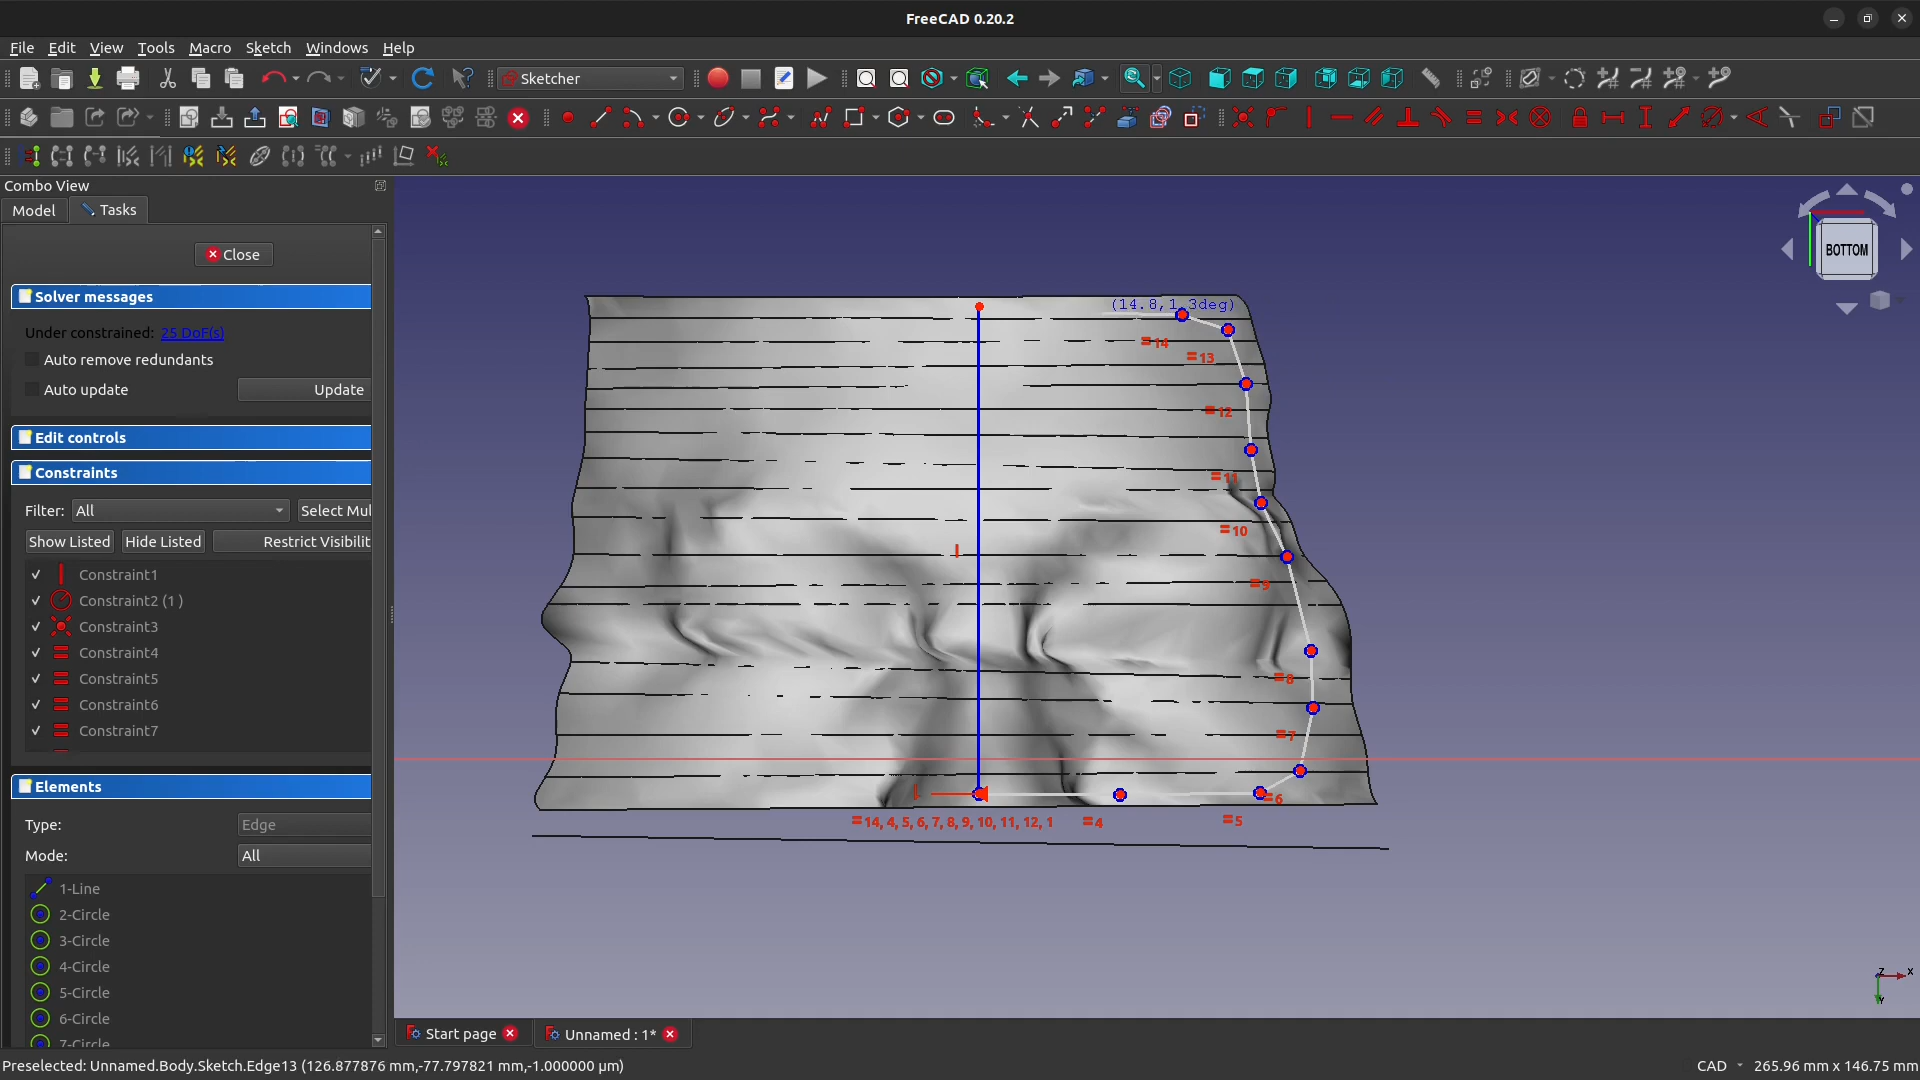 FreeCAD 0.20.2
File Edit View Tools Macro Sketch Windows Help
Sketcher
Combo View
Model Tasks
Close
Solver messages
Under constrained: 25 DoF(s)
Auto remove redundants
Auto update Update
Edit controls
Constraints
Filter: All Select Mul
Show Listed Hide Listed Restrict Visibilit
Constraint1
Constraint2 (1 )
Constraint3
Constraint4
Constraint5
Constraint6
Constraint7
Elements
Type: Edge
Mode: All
1-Line
2-Circle
3-Circle
4-Circle
5-Circle
6-Circle
7-Circle
BOTTOM
(14.8,1.3deg)
=14
=13
=12
=11
=10
=9
=8
=7
=6
=14, 4, 5, 6, 7, 8, 9, 10, 11, 12, 1 =4 =5
Z X
Y
Start page Unnamed : 1*
Preselected: Unnamed.Body.Sketch.Edge13 (126.877876 mm,-77.797821 mm,-1.000000 µm) CAD 265.96 mm x 146.75 mm